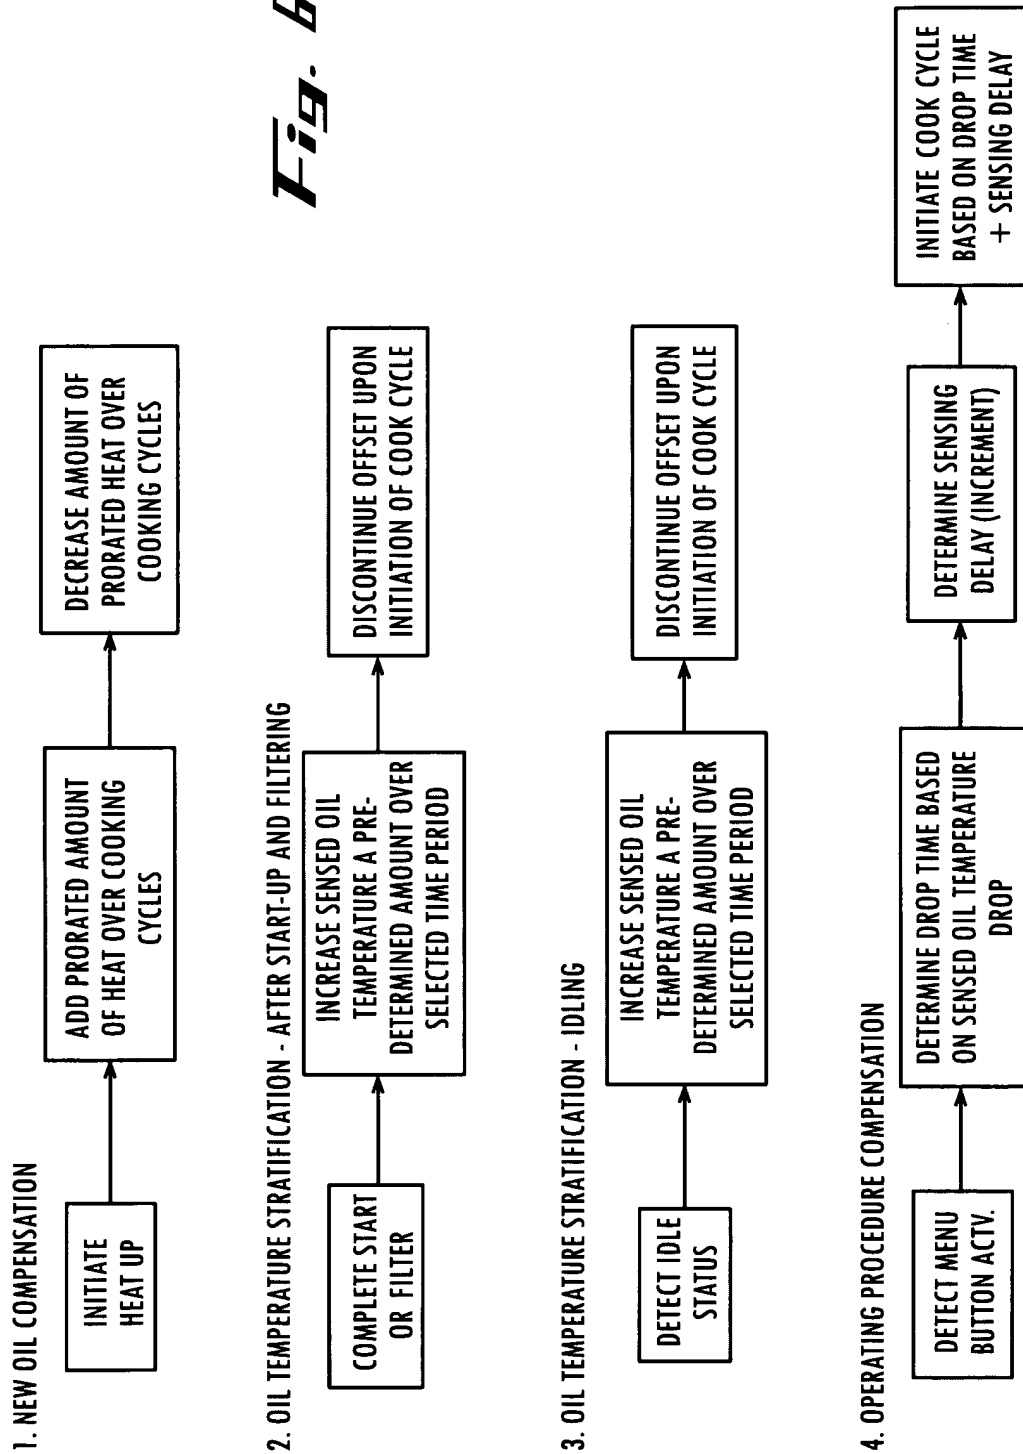 1. NEW OIL COMPENSATION
INITIATE
HEAT UP
ADD PRORATED AMOUNT
OF HEAT OVER COOKING
CYCLES
DECREASE AMOUNT OF
PRORATED HEAT OVER
COOKING CYCLES
2. OIL TEMPERATURE STRATIFICATION - AFTER START-UP AND FILTERING
COMPLETE START
OR FILTER
INCREASE SENSED OIL
TEMPERATURE A PRE-
DETERMINED AMOUNT OVER
SELECTED TIME PERIOD
DISCONTINUE OFFSET UPON
INITIATION OF COOK CYCLE
Fig. 6
3. OIL TEMPERATURE STRATIFICATION - IDLING
DETECT IDLE
STATUS
INCREASE SENSED OIL
TEMPERATURE A PRE-
DETERMINED AMOUNT OVER
SELECTED TIME PERIOD
DISCONTINUE OFFSET UPON
INITIATION OF COOK CYCLE
4. OPERATING PROCEDURE COMPENSATION
DETECT MENU
BUTTON ACTV.
DETERMINE DROP TIME BASED
ON SENSED OIL TEMPERATURE
DROP
DETERMINE SENSING
DELAY (INCREMENT)
INITIATE COOK CYCLE
BASED ON DROP TIME
+ SENSING DELAY